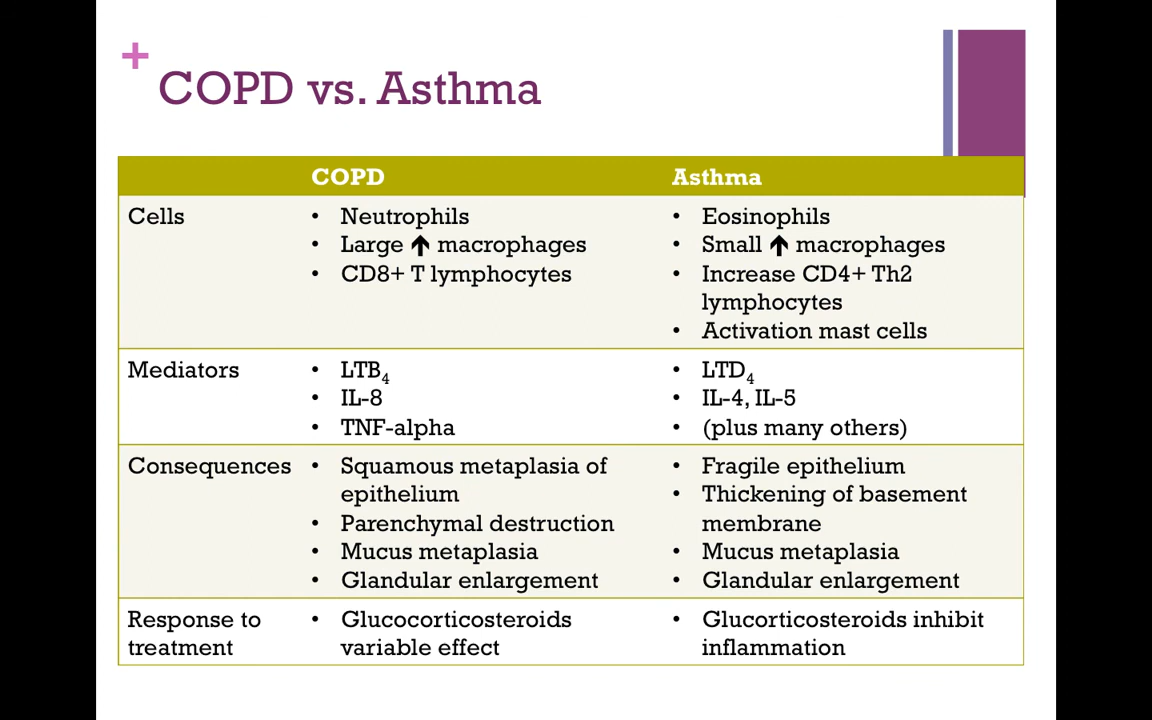 +
COPD vs. Asthma
COPD Asthma
Cells
• Neutrophils
• Large ↑ macrophages
• CD8+ T lymphocytes
• Eosinophils
• Small ↑ macrophages
• Increase CD4+ Th2
lymphocytes
• Activation mast cells
Mediators
• LTB4
• IL-8
• TNF-alpha
• LTD4
• IL-4, IL-5
• (plus many others)
Consequences
• Squamous metaplasia of
epithelium
• Parenchymal destruction
• Mucus metaplasia
• Glandular enlargement
• Fragile epithelium
• Thickening of basement
membrane
• Mucus metaplasia
• Glandular enlargement
Response to
treatment
• Glucocorticosteroids
variable effect
• Glucorticosteroids inhibit
inflammation